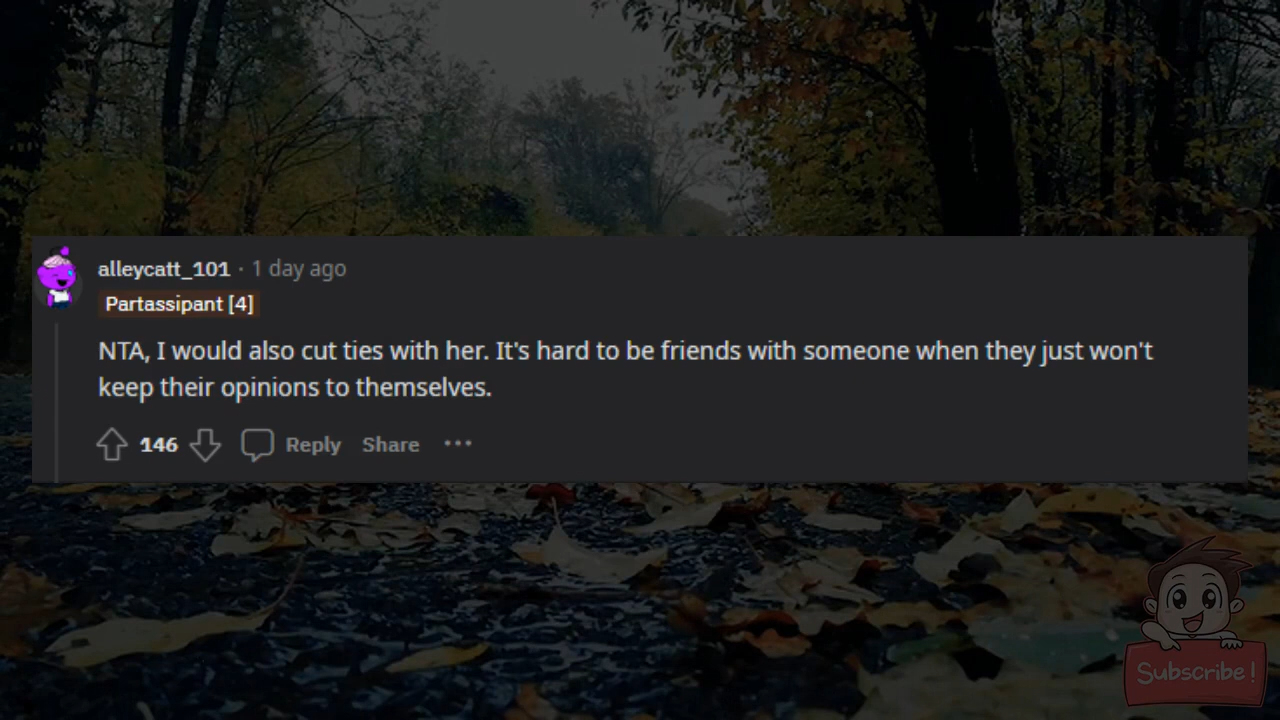 alleycatt_101 · 1 day ago
Partassipant [4]
NTA, I would also cut ties with her. It's hard to be friends with someone when they just won't
keep their opinions to themselves.
146 Reply Share ···
Subscribe!